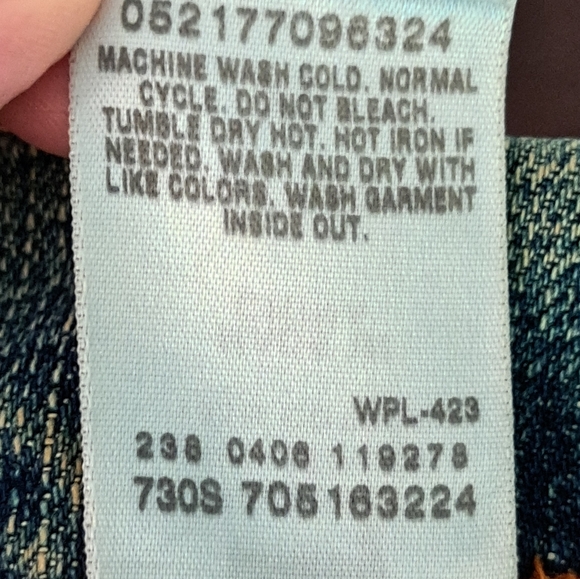 052177096324
MACHINE WASH COLD. NORMAL
CYCLE. DO NOT BLEACH.
TUMBLE DRY HOT. HOT IRON IF
NEEDED. WASH AND DRY WITH
LIKE COLORS. WASH GARMENT
INSIDE OUT.
WPL-423
236 0406 119278
730S 705163224